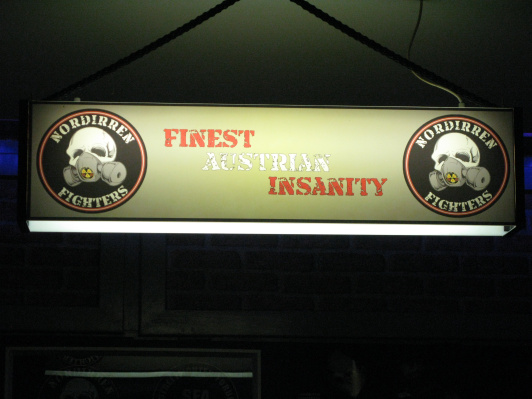 NORDIRREN
FIGHTERS
FINEST
AUSTRIAN
INSANITY
NORDIRREN
FIGHTERS